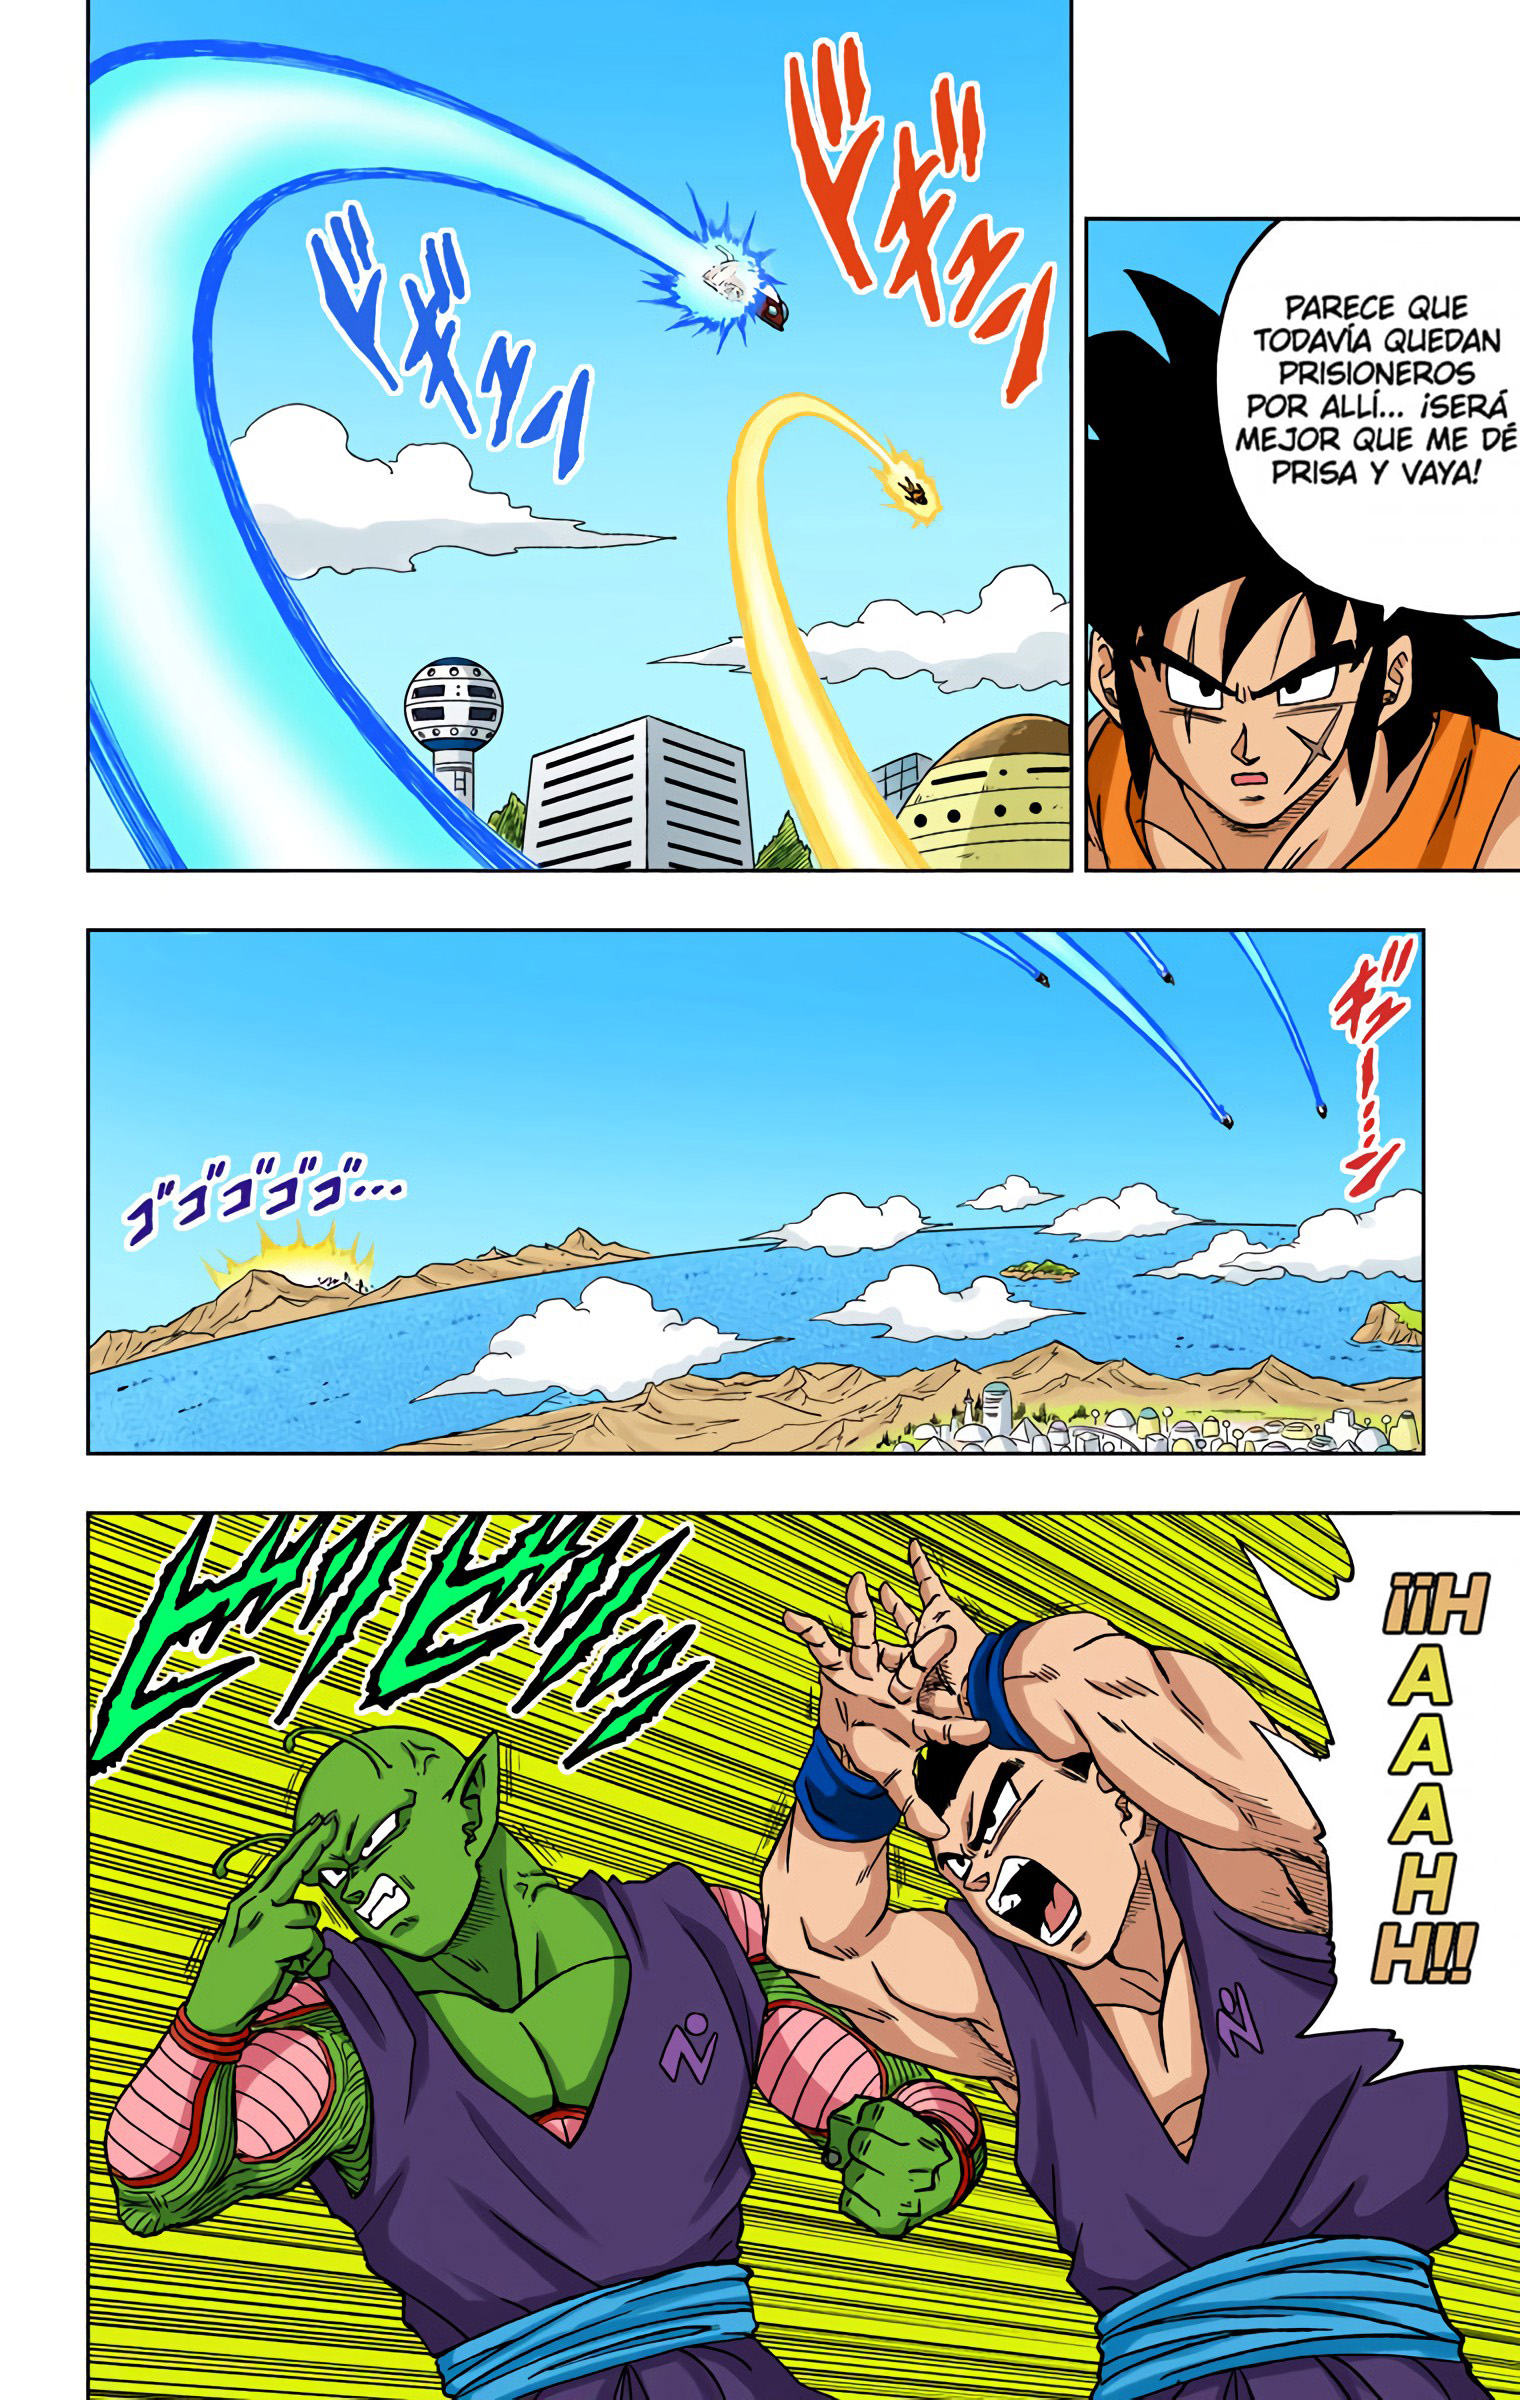 PARECE QUE
TODAVÍA QUEDAN
PRISIONEROS
POR ALLÍ... ¡SERÁ
MEJOR QUE ME DÉ
PRISA Y VAYA!
ドギュン
ドギュン
ギュー…ン
ゴゴゴゴゴ…
ビリビリッ
¡¡H
A
A
A
H
H!!